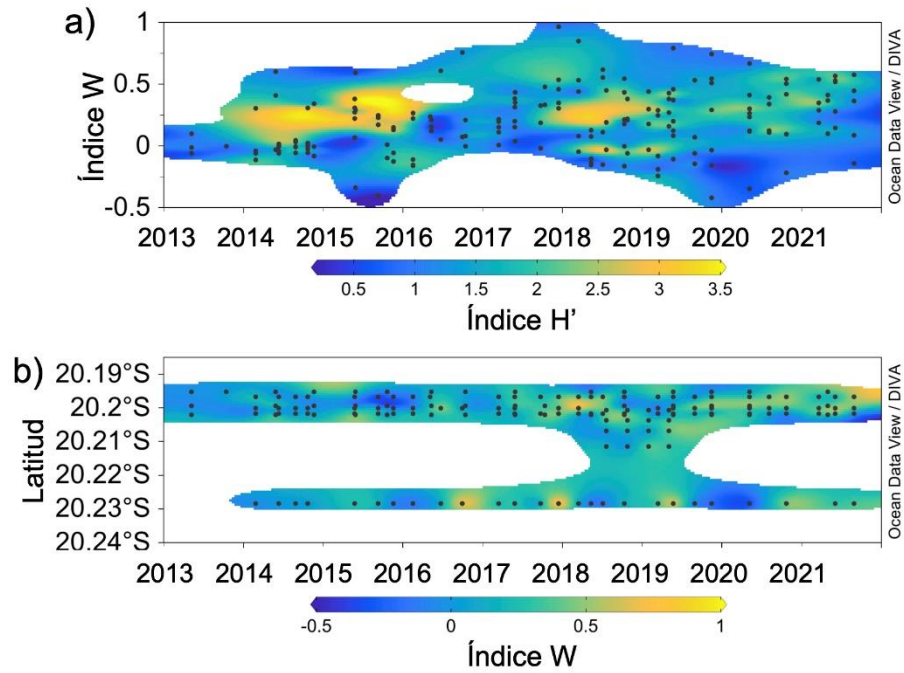 a)
Índice W
1
0.5
0
-0.5
2013 2014 2015 2016 2017 2018 2019 2020 2021
0.5 1 1.5 2 2.5 3 3.5
Índice H’
Ocean Data View / DIVA
b)
Latitud
20.19°S
20.2°S
20.21°S
20.22°S
20.23°S
20.24°S
2013 2014 2015 2016 2017 2018 2019 2020 2021
-0.5 0 0.5 1
Índice W
Ocean Data View / DIVA